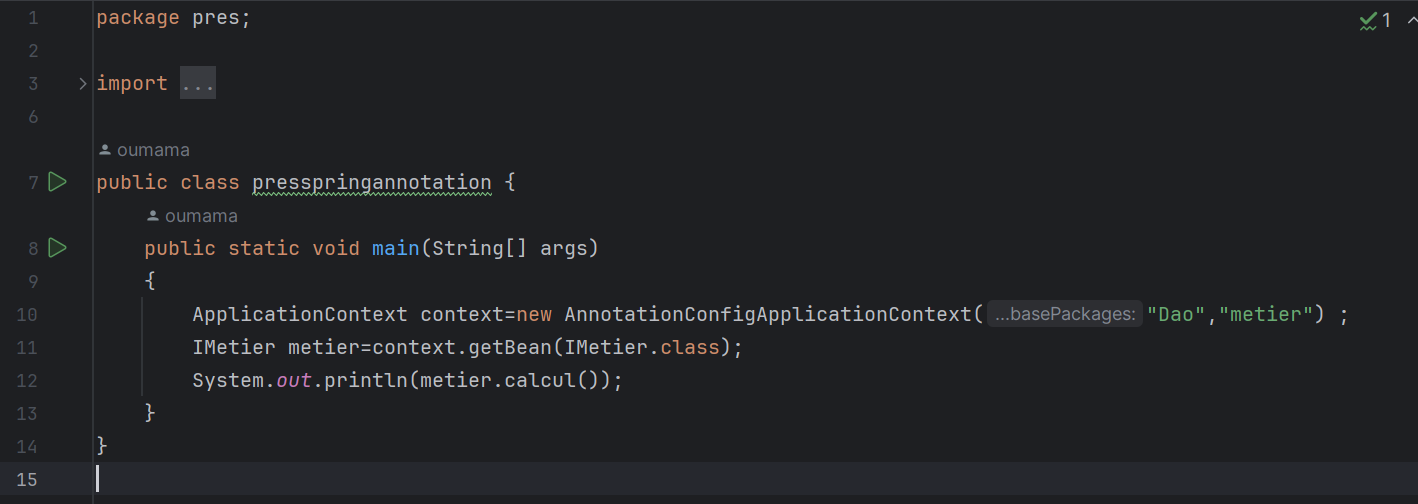 1 package pres;
2
3 import ...
6
oumama
7 public class presspringannotation {
oumama
8 public static void main(String[] args)
9 {
10 ApplicationContext context=new AnnotationConfigApplicationContext( ...basePackages: "Dao","metier") ;
11 IMetier metier=context.getBean(IMetier.class);
12 System.out.println(metier.calcul());
13 }
14 }
15
1